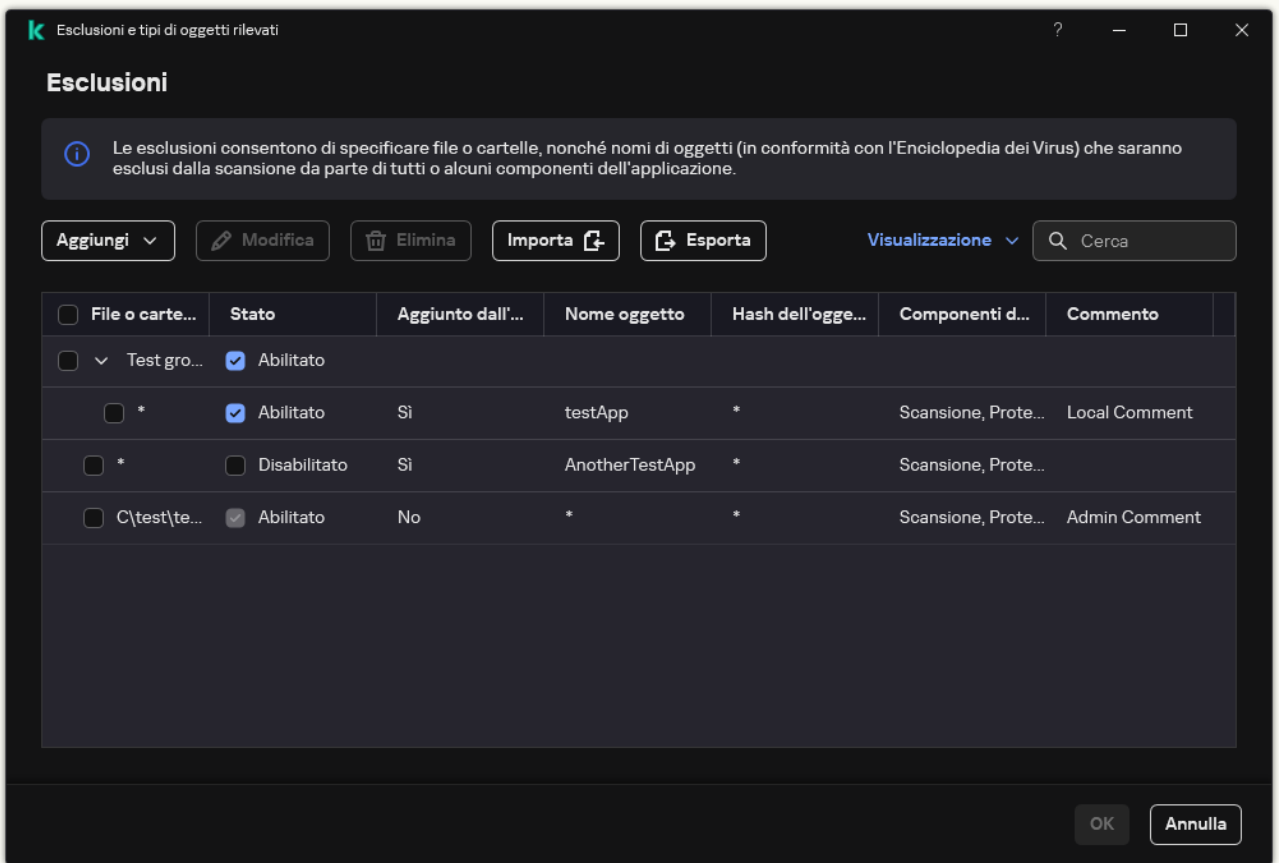 Esclusioni e tipi di oggetti rilevati
?
Esclusioni
Le esclusioni consentono di specificare file o cartelle, nonché nomi di oggetti (in conformità con l'Enciclopedia dei Virus) che saranno
esclusi dalla scansione da parte di tutti o alcuni componenti dell'applicazione.
Aggiungi Modifica Elimina Importa Esporta Visualizzazione Cerca
File o carte... Stato Aggiunto dall'... Nome oggetto Hash dell'ogge... Componenti d... Commento
Test gro... Abilitato
* Abilitato Sì testApp * Scansione, Prote... Local Comment
* Disabilitato Sì AnotherTestApp * Scansione, Prote...
C\test\te... Abilitato No * * Scansione, Prote... Admin Comment
OK Annulla